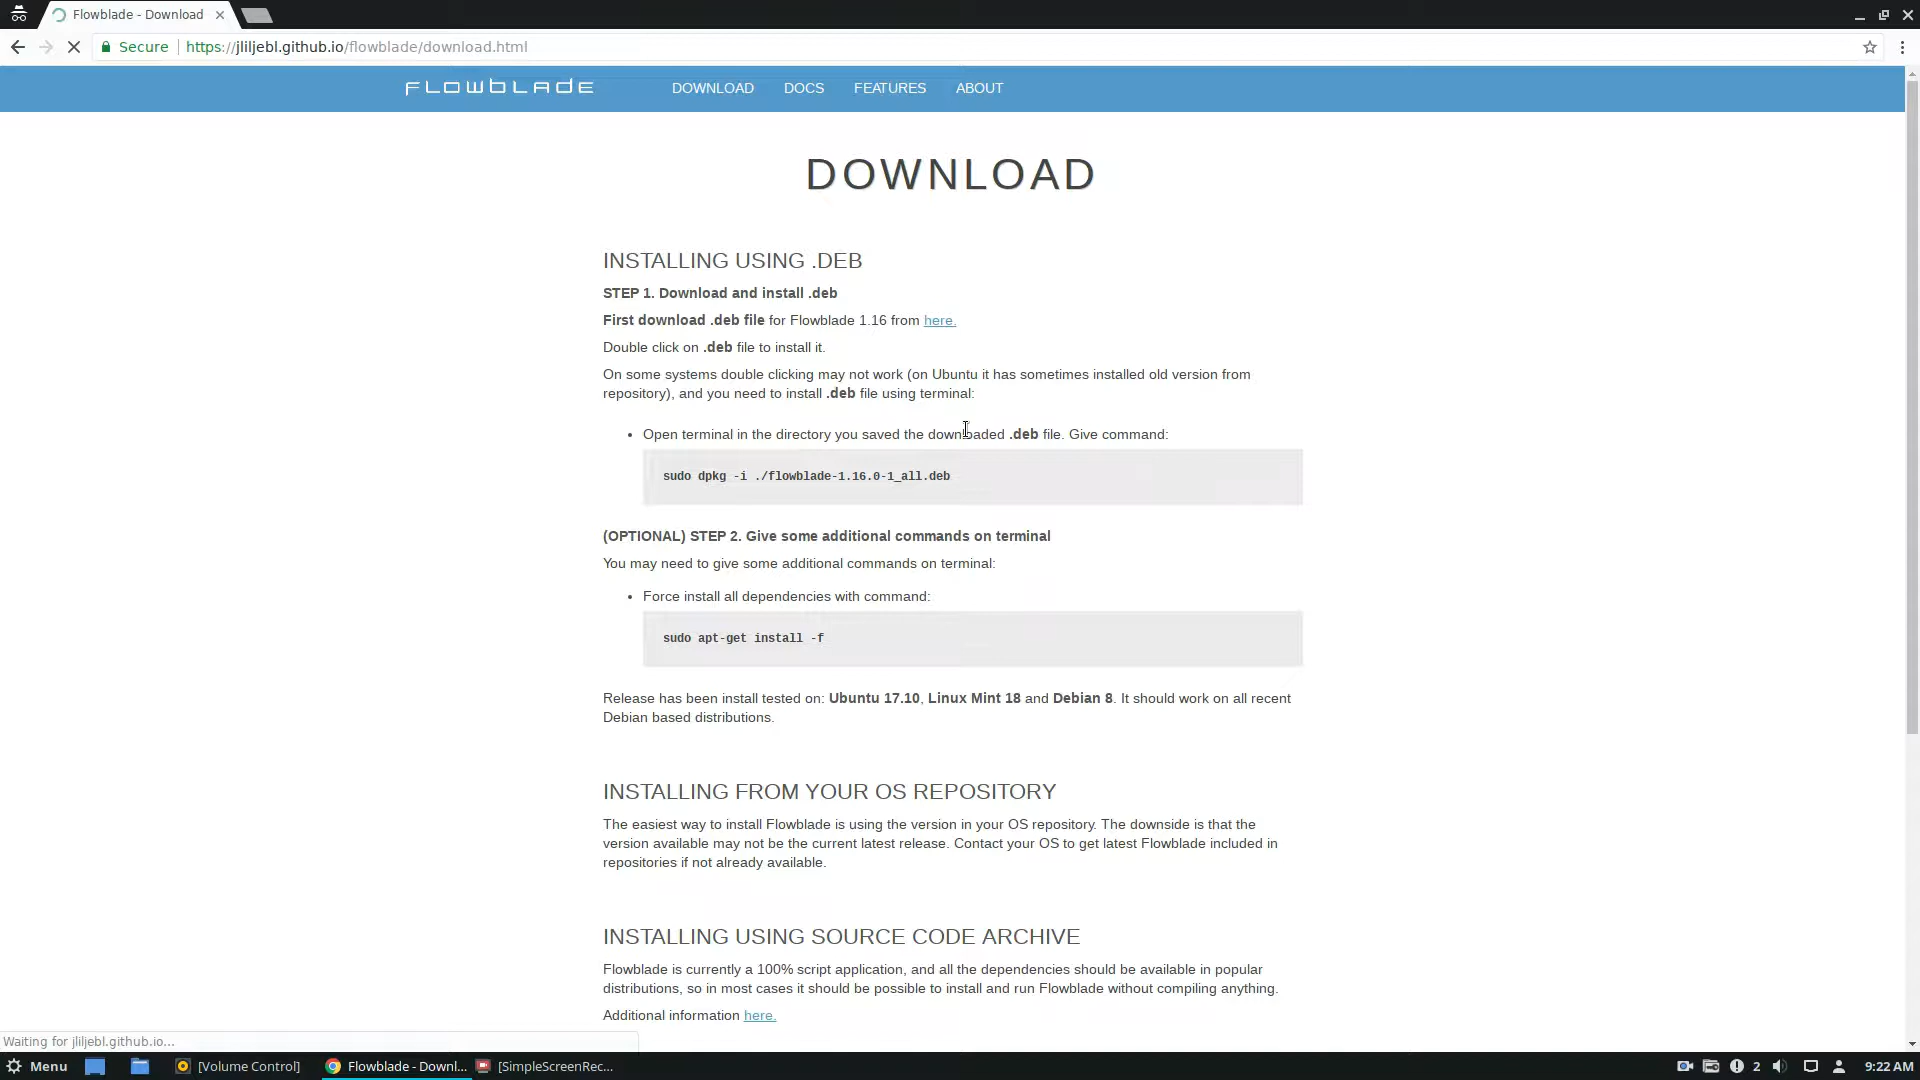 Flowblade - Download
Secure https://jliljebl.github.io/flowblade/download.html
FLOWBLADE DOWNLOAD DOCS FEATURES ABOUT
DOWNLOAD
INSTALLING USING .DEB
STEP 1. Download and install .deb
First download .deb file for Flowblade 1.16 from here.
Double click on .deb file to install it.
On some systems double clicking may not work (on Ubuntu it has sometimes installed old version from
repository), and you need to install .deb file using terminal:
• Open terminal in the directory you saved the downloaded .deb file. Give command:
sudo dpkg -i ./flowblade-1.16.0-1_all.deb
(OPTIONAL) STEP 2. Give some additional commands on terminal
You may need to give some additional commands on terminal:
• Force install all dependencies with command:
sudo apt-get install -f
Release has been install tested on: Ubuntu 17.10, Linux Mint 18 and Debian 8. It should work on all recent
Debian based distributions.
INSTALLING FROM YOUR OS REPOSITORY
The easiest way to install Flowblade is using the version in your OS repository. The downside is that the
version available may not be the current latest release. Contact your OS to get latest Flowblade included in
repositories if not already available.
INSTALLING USING SOURCE CODE ARCHIVE
Flowblade is currently a 100% script application, and all the dependencies should be available in popular
distributions, so in most cases it should be possible to install and run Flowblade without compiling anything.
Additional information here.
Waiting for jliljebl.github.io...
Menu [Volume Control] Flowblade - Downl... [SimpleScreenRec... 2 9:22 AM